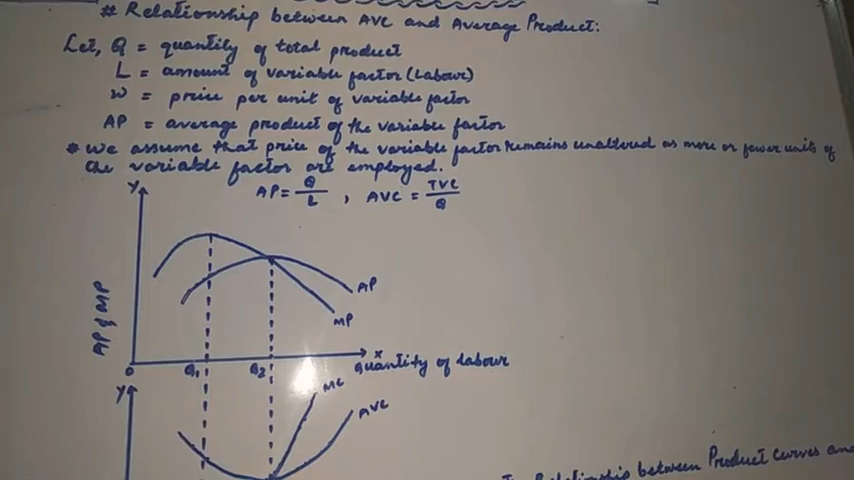 # Relationship between AVC and Average Product:
Let, Q = quantity of total product
L = amount of variable factor (Labour)
w = price per unit of variable factor
AP = average product of the variable factor
* we assume that price of the variable factor remains unaltered as more or fewer units of
the variable factor are employed.
AP = Q/L , AVC = TVC/Q
Y
AP & MP
AP
MP
O
Q1
Q2
X
Quantity of labour
Y
MC
AVC
Relationship between Product curves and